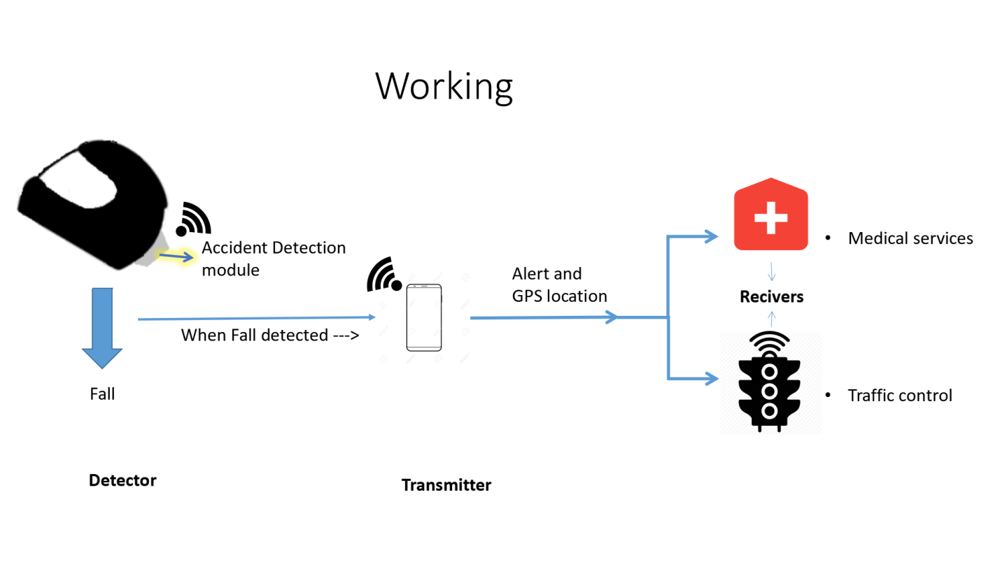 Working
Accident Detection
module
When Fall detected --->
Fall
Detector
Transmitter
Alert and
GPS location
• Medical services
Recivers
• Traffic control